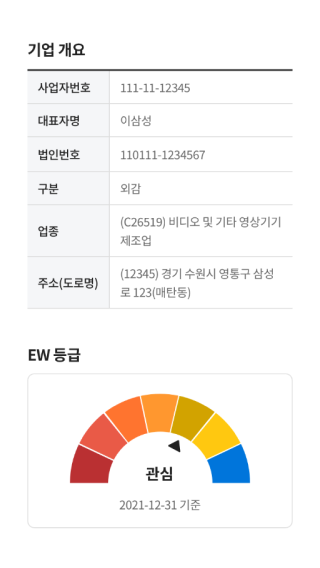 기업 개요
사업자번호 111-11-12345
대표자명 이삼성
법인번호 110111-1234567
구분 외감
업종 (C26519) 비디오 및 기타 영상기기
제조업
주소(도로명) (12345) 경기 수원시 영통구 삼성
로 123(매탄동)
EW 등급
관심
2021-12-31 기준